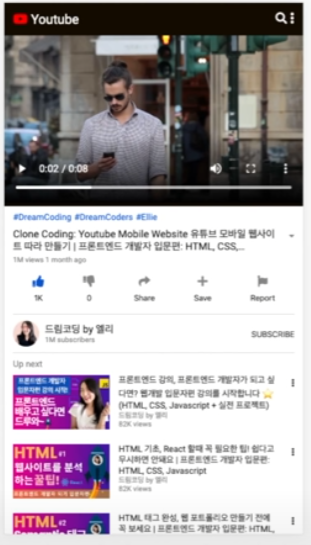 Youtube
0:02 / 0:08
#DreamCoding #DreamCoders #Ellie
Clone Coding: Youtube Mobile Website 유튜브 모바일 웹사이
트 따라 만들기 | 프론트엔드 개발자 입문편: HTML, CSS,...
1M views 1 month ago
1K
0
Share
Save
Report
드림코딩 by 엘리
1M subscribers
SUBSCRIBE
Up next
프론트엔드 개발자
입문자편 강의 시작!
프론트엔드
배우고 싶다면
드루와~
프론트엔드 강의, 프론트엔드 개발자가 되고 싶
다면? 웹개발 입문자편 강의를 시작합니다 ⭐
(HTML, CSS, Javascript + 실전 프로젝트)
드림코딩 by 엘리
82K views
HTML #1
웹사이트를 분석
하는 꿀팁!
HTML 기초, React 할때 꼭 필요한 팁! 쉽다고
무시하면 안돼요 | 프론트엔드 개발자 입문편:
HTML, CSS, Javascript
드림코딩 by 엘리
82K views
HTML #2
HTML 태그 완성, 웹 포트폴리오 만들기 전에
꼭 보세요 | 프론트엔드 개발자 입문편: HTML,